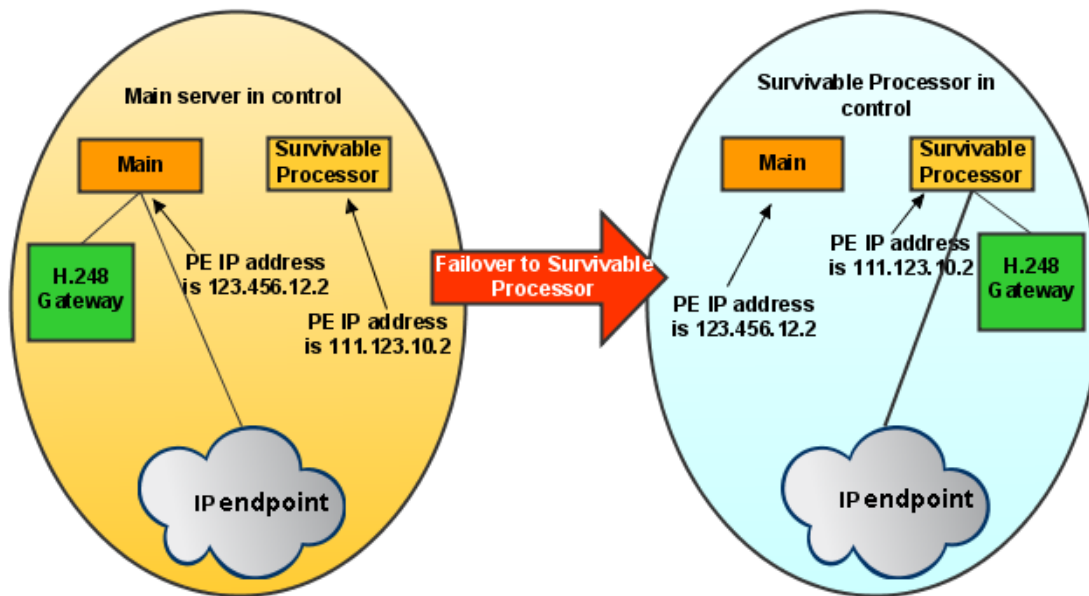 Main server in control
Main
Survivable
Processor
PE IP address
is 123.456.12.2
H.248
Gateway
PE IP address
is 111.123.10.2
IP endpoint
Failover to Survivable
Processor
Survivable Processor in
control
Main
Survivable
Processor
PE IP address
is 111.123.10.2
H.248
Gateway
PE IP address
is 123.456.12.2
IP endpoint